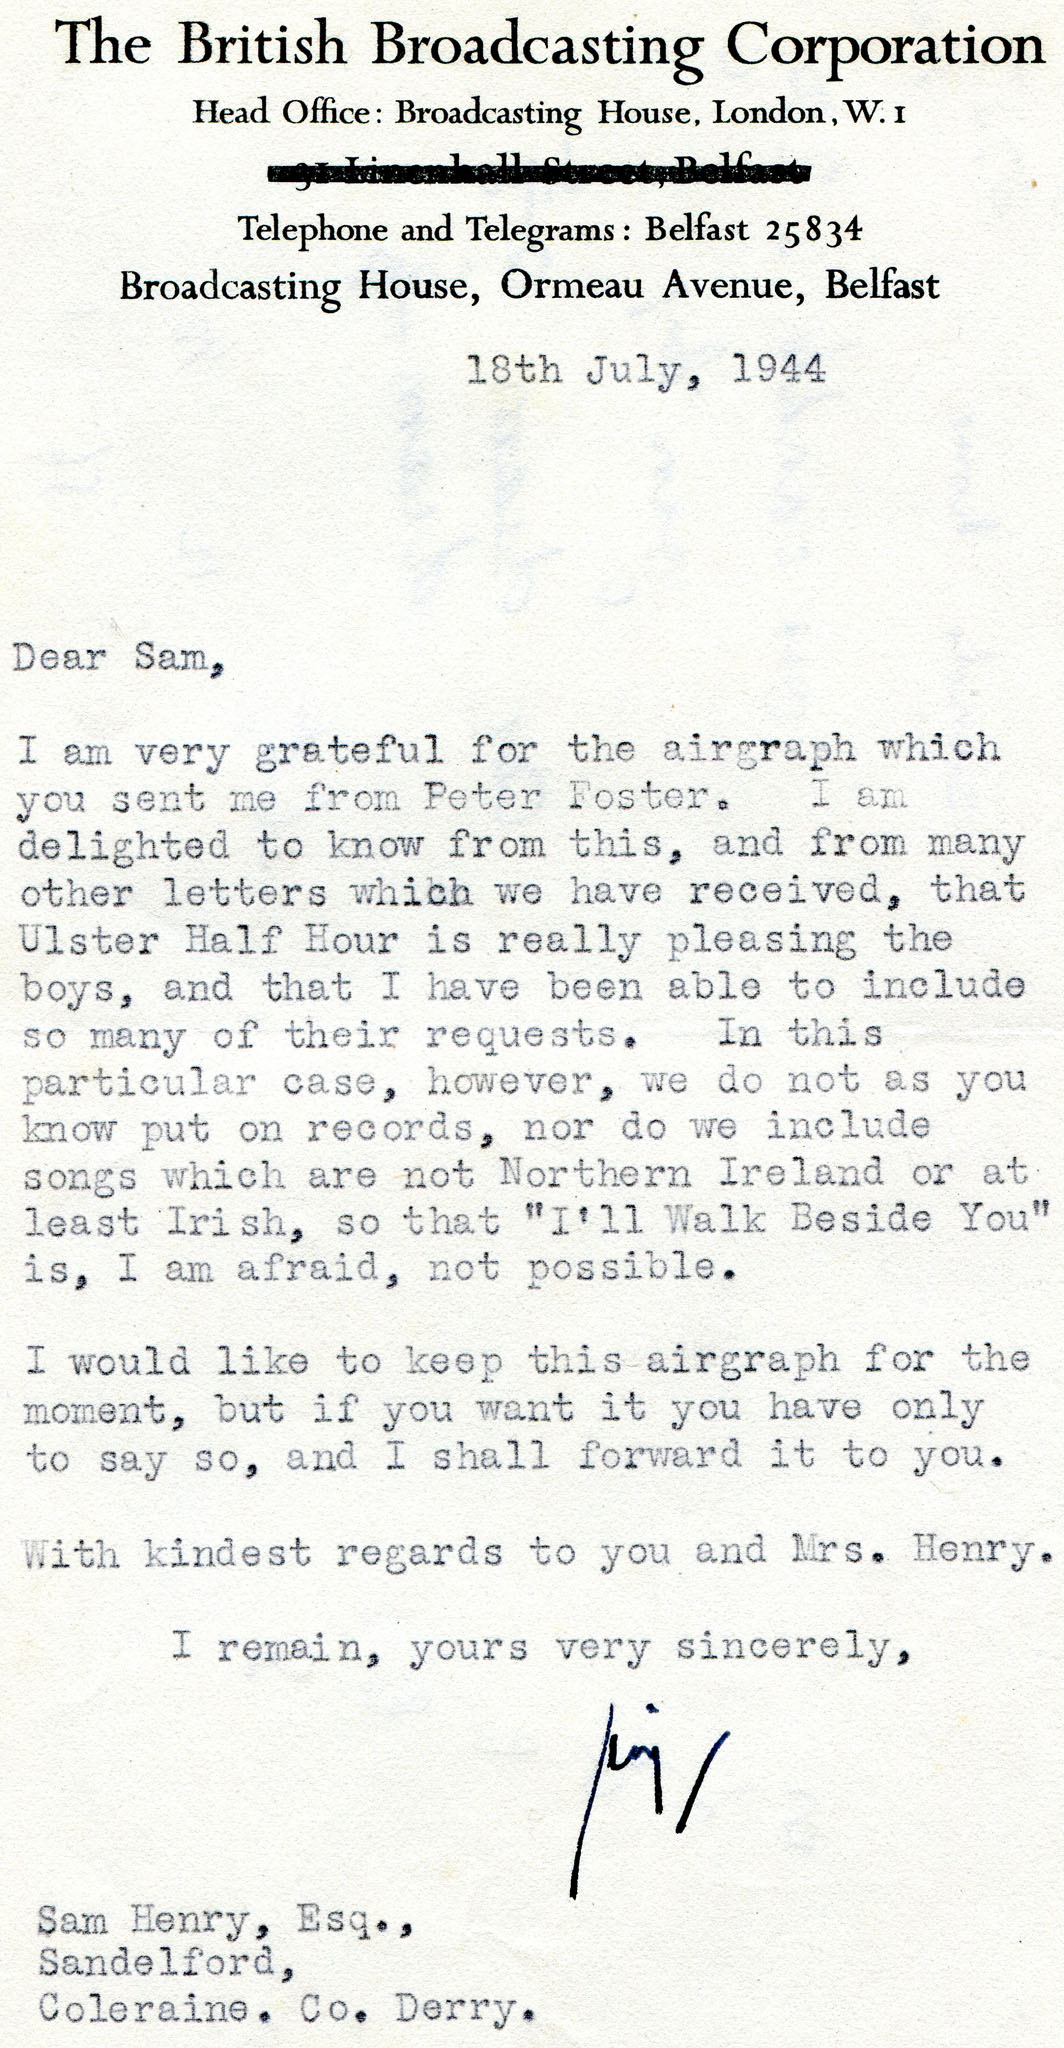 The British Broadcasting Corporation
Head Office: Broadcasting House, London, W. 1
31 Linenhall Street, Belfast
Telephone and Telegrams: Belfast 25834
Broadcasting House, Ormeau Avenue, Belfast
18th July, 1944
Dear Sam,
I am very grateful for the airgraph which
you sent me from Peter Foster. I am
delighted to know from this, and from many
other letters which we have received, that
Ulster Half Hour is really pleasing the
boys, and that I have been able to include
so many of their requests. In this
particular case, however, we do not as you
know put on records, nor do we include
songs which are not Northern Ireland or at
least Irish, so that "I'll Walk Beside You"
is, I am afraid, not possible.
I would like to keep this airgraph for the
moment, but if you want it you have only
to say so, and I shall forward it to you.
With kindest regards to you and Mrs. Henry.
I remain, yours very sincerely,
Sam Henry, Esq.,
Sandelford,
Coleraine. Co. Derry.